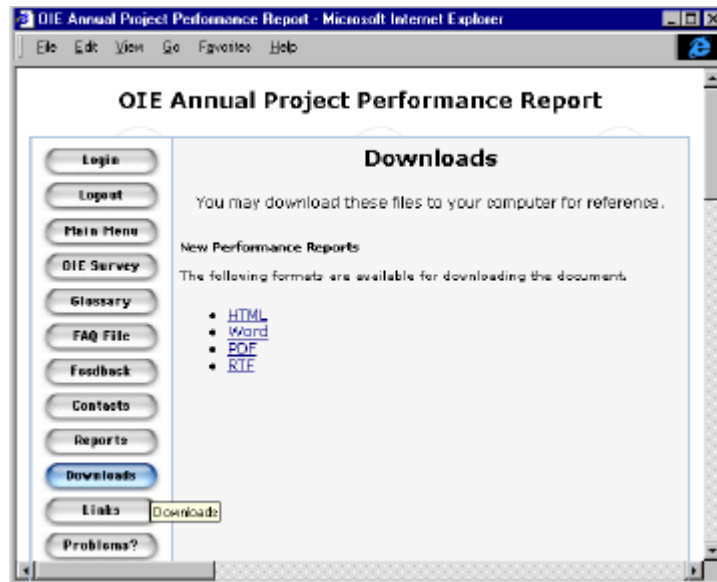 OIE Annual Project Performance Report - Microsoft Internet Explorer
File Edit View Go Favorites Help
OIE Annual Project Performance Report
Login
Logout
Main Menu
OIE Survey
Glossary
FAQ File
Feedback
Contacts
Reports
Downloads
Links
Problems?
Downloads
You may download these files to your computer for reference.
New Performance Reports
The following formats are available for downloading the document.
HTML
Word
PDF
RTF
Downloads